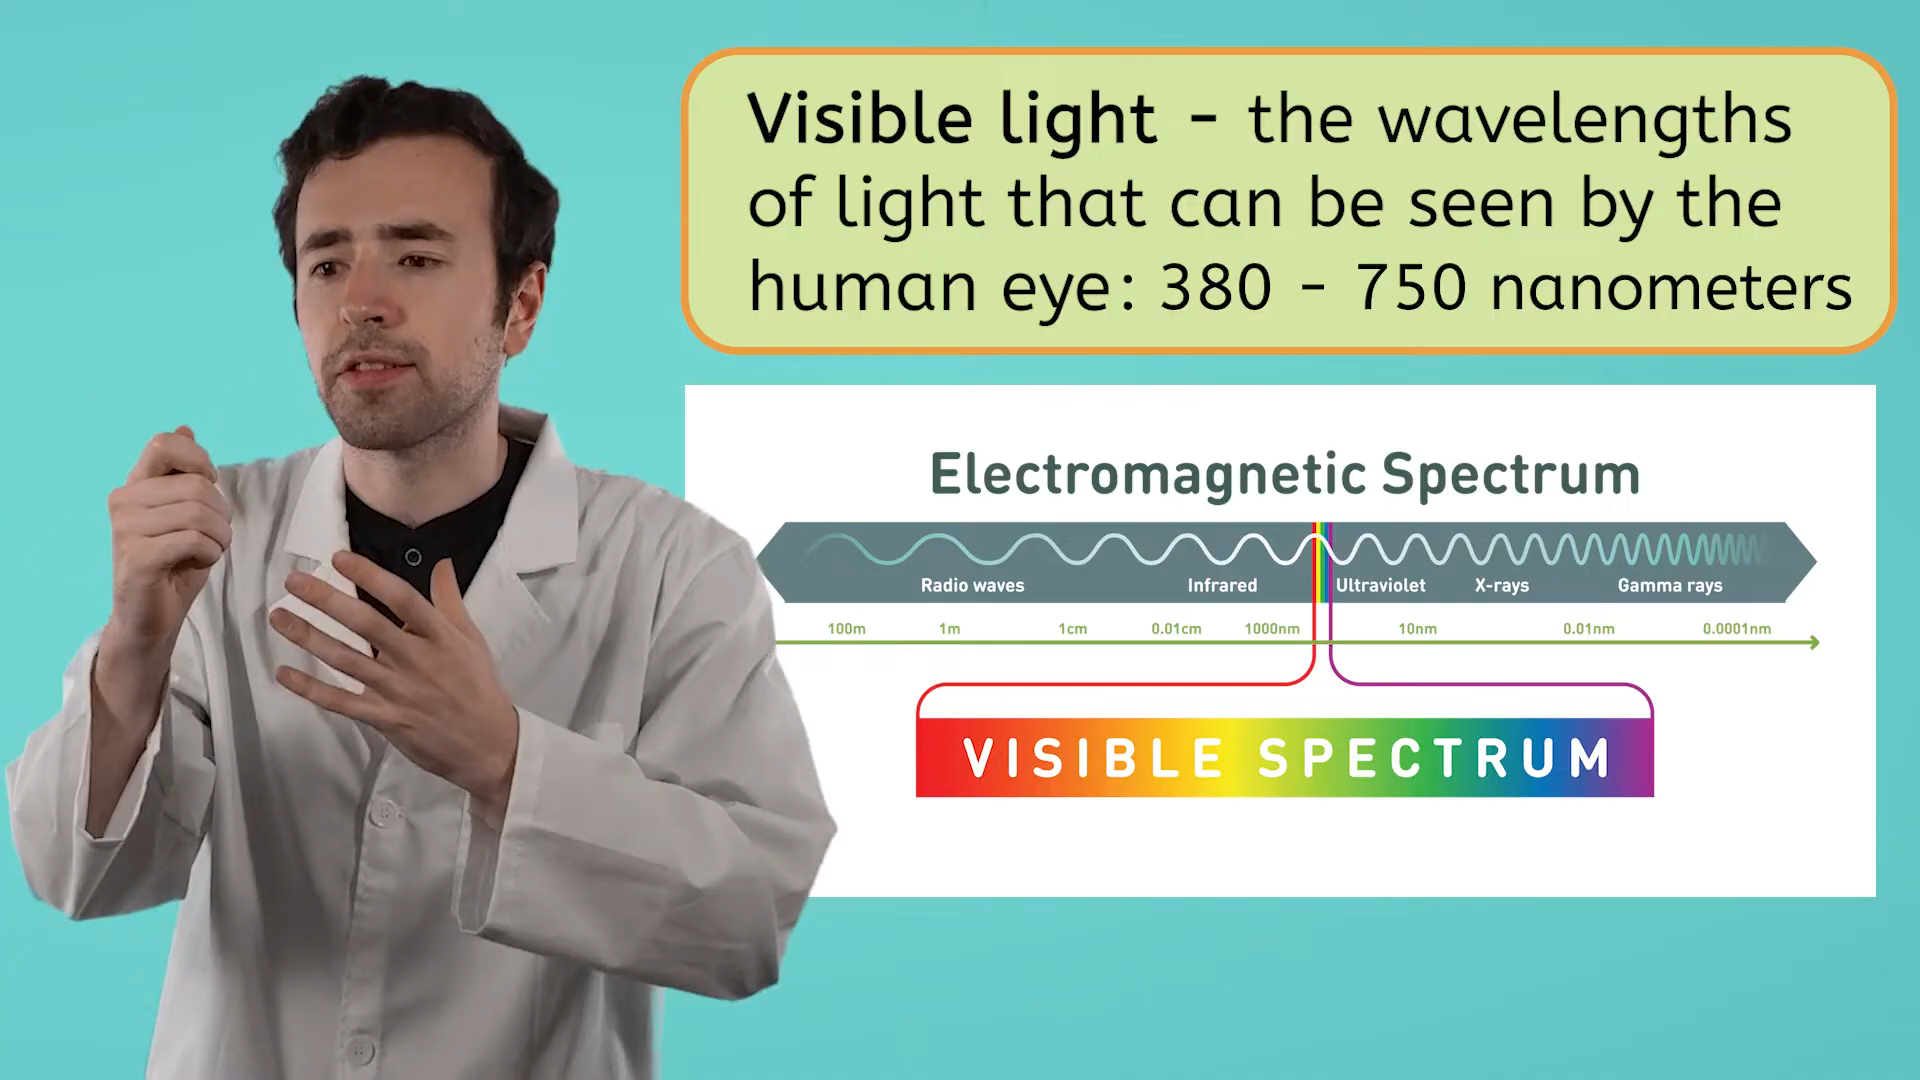 Visible light - the wavelengths
of light that can be seen by the
human eye: 380 - 750 nanometers
Electromagnetic Spectrum
Radio waves Infrared Ultraviolet X-rays Gamma rays
100m 1m 1cm 0.01cm 1000nm 10nm 0.01nm 0.0001nm
VISIBLE SPECTRUM